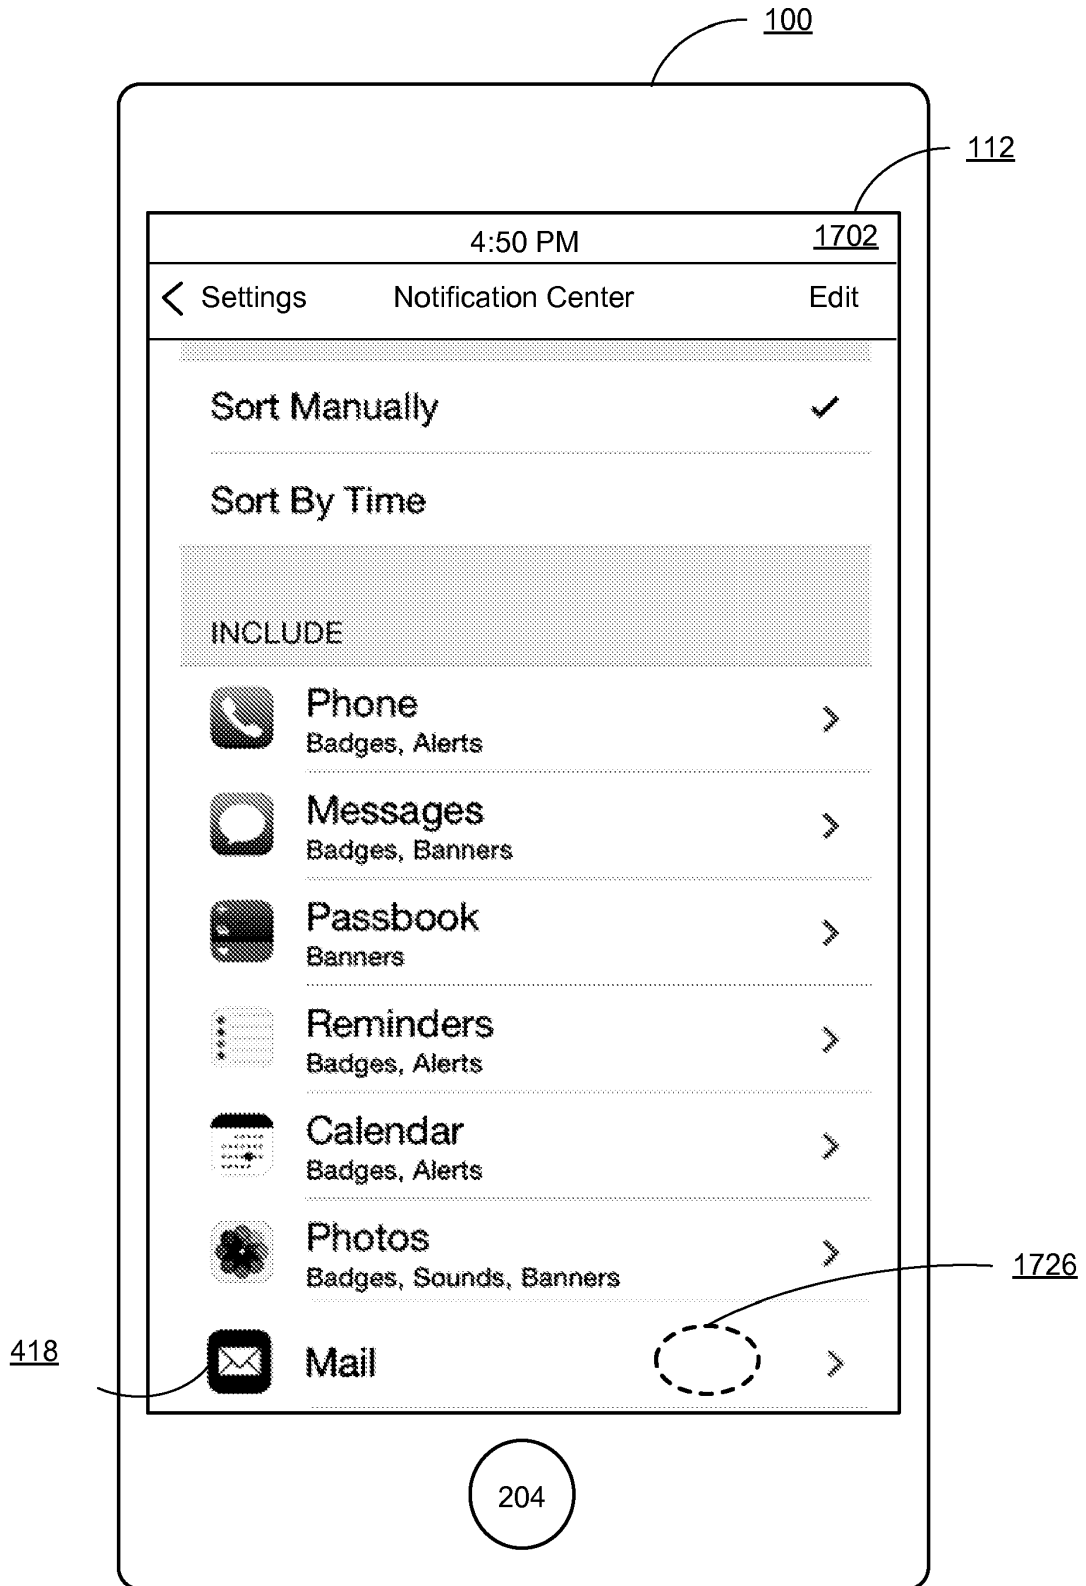 100
112
4:50 PM 1702
Settings Notification Center Edit
Sort Manually
Sort By Time
INCLUDE
Phone
Badges, Alerts
Messages
Badges, Banners
Passbook
Banners
Reminders
Badges, Alerts
Calendar
Badges, Alerts
Photos
Badges, Sounds, Banners
1726
418
Mail
204